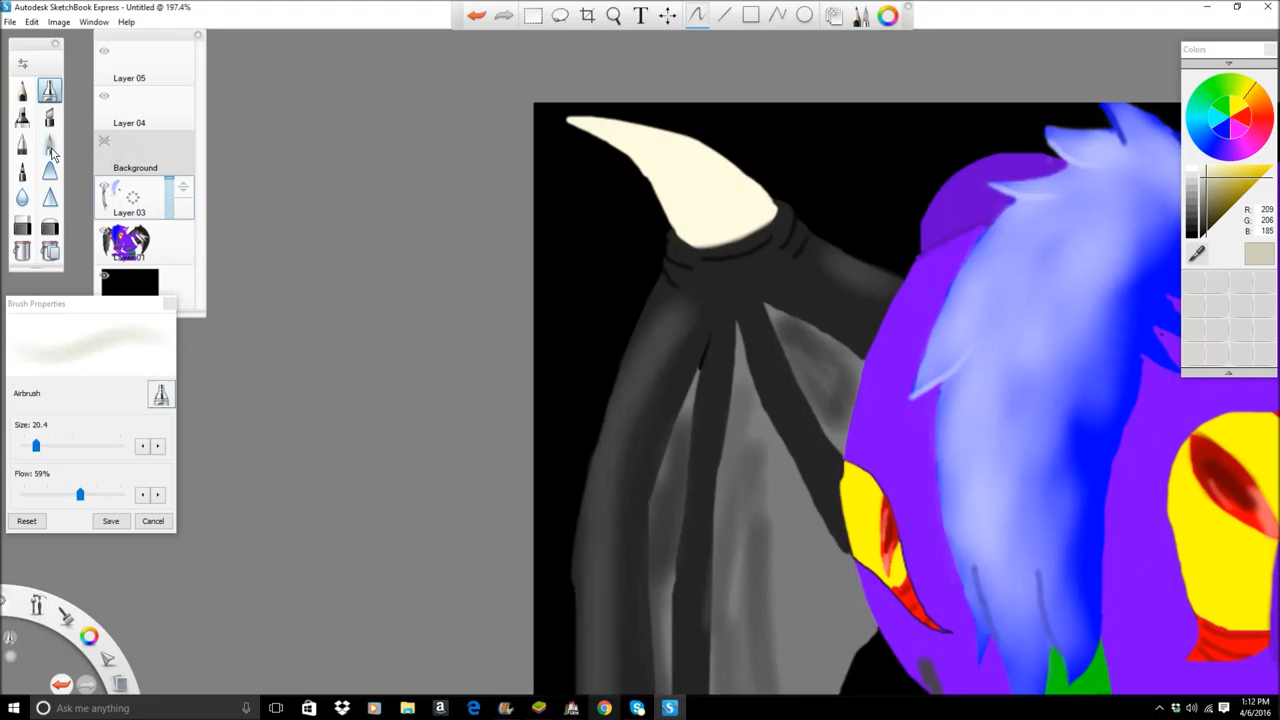 Autodesk SketchBook Express - Untitled @ 197.4%
File Edit Image Window Help
T
Layer 05
Layer 04
Background
Layer 03
Layer 01
Brush Properties
Airbrush
Size: 20.4
Flow: 59%
Reset Save Cancel
Colors
R: 209
G: 206
B: 185
Ask me anything
1:12 PM
4/6/2016